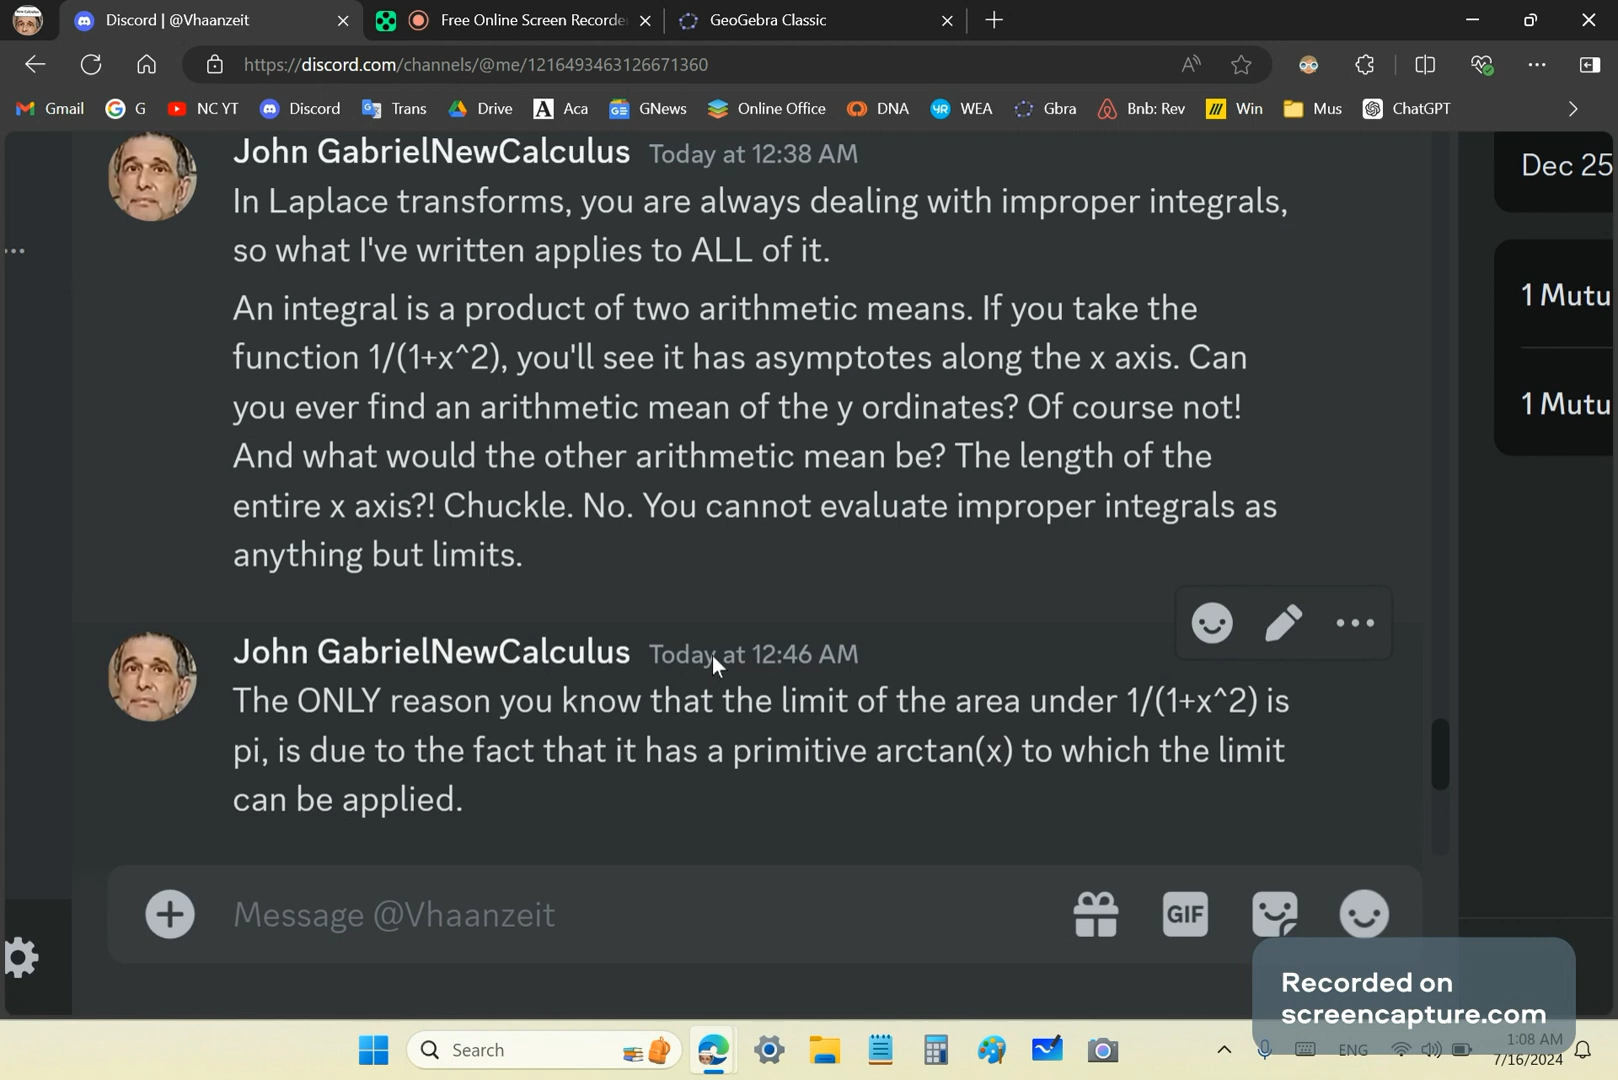 Discord | @Vhaanzeit
Free Online Screen Recorde
GeoGebra Classic
https://discord.com/channels/@me/1216493463126671360
Gmail
G
NC YT
Discord
Trans
Drive
Aca
GNews
Online Office
DNA
WEA
Gbra
Bnb: Rev
Win
Mus
ChatGPT
John GabrielNewCalculus Today at 12:38 AM
In Laplace transforms, you are always dealing with improper integrals,
so what I've written applies to ALL of it.
An integral is a product of two arithmetic means. If you take the
function 1/(1+x^2), you'll see it has asymptotes along the x axis. Can
you ever find an arithmetic mean of the y ordinates? Of course not!
And what would the other arithmetic mean be? The length of the
entire x axis?! Chuckle. No. You cannot evaluate improper integrals as
anything but limits.
John GabrielNewCalculus Today at 12:46 AM
The ONLY reason you know that the limit of the area under 1/(1+x^2) is
pi, is due to the fact that it has a primitive arctan(x) to which the limit
can be applied.
Message @Vhaanzeit
GIF
Dec 25
1 Mutu
1 Mutu
Recorded on
screencapture.com
Search
ENG
1:08 AM
7/16/2024